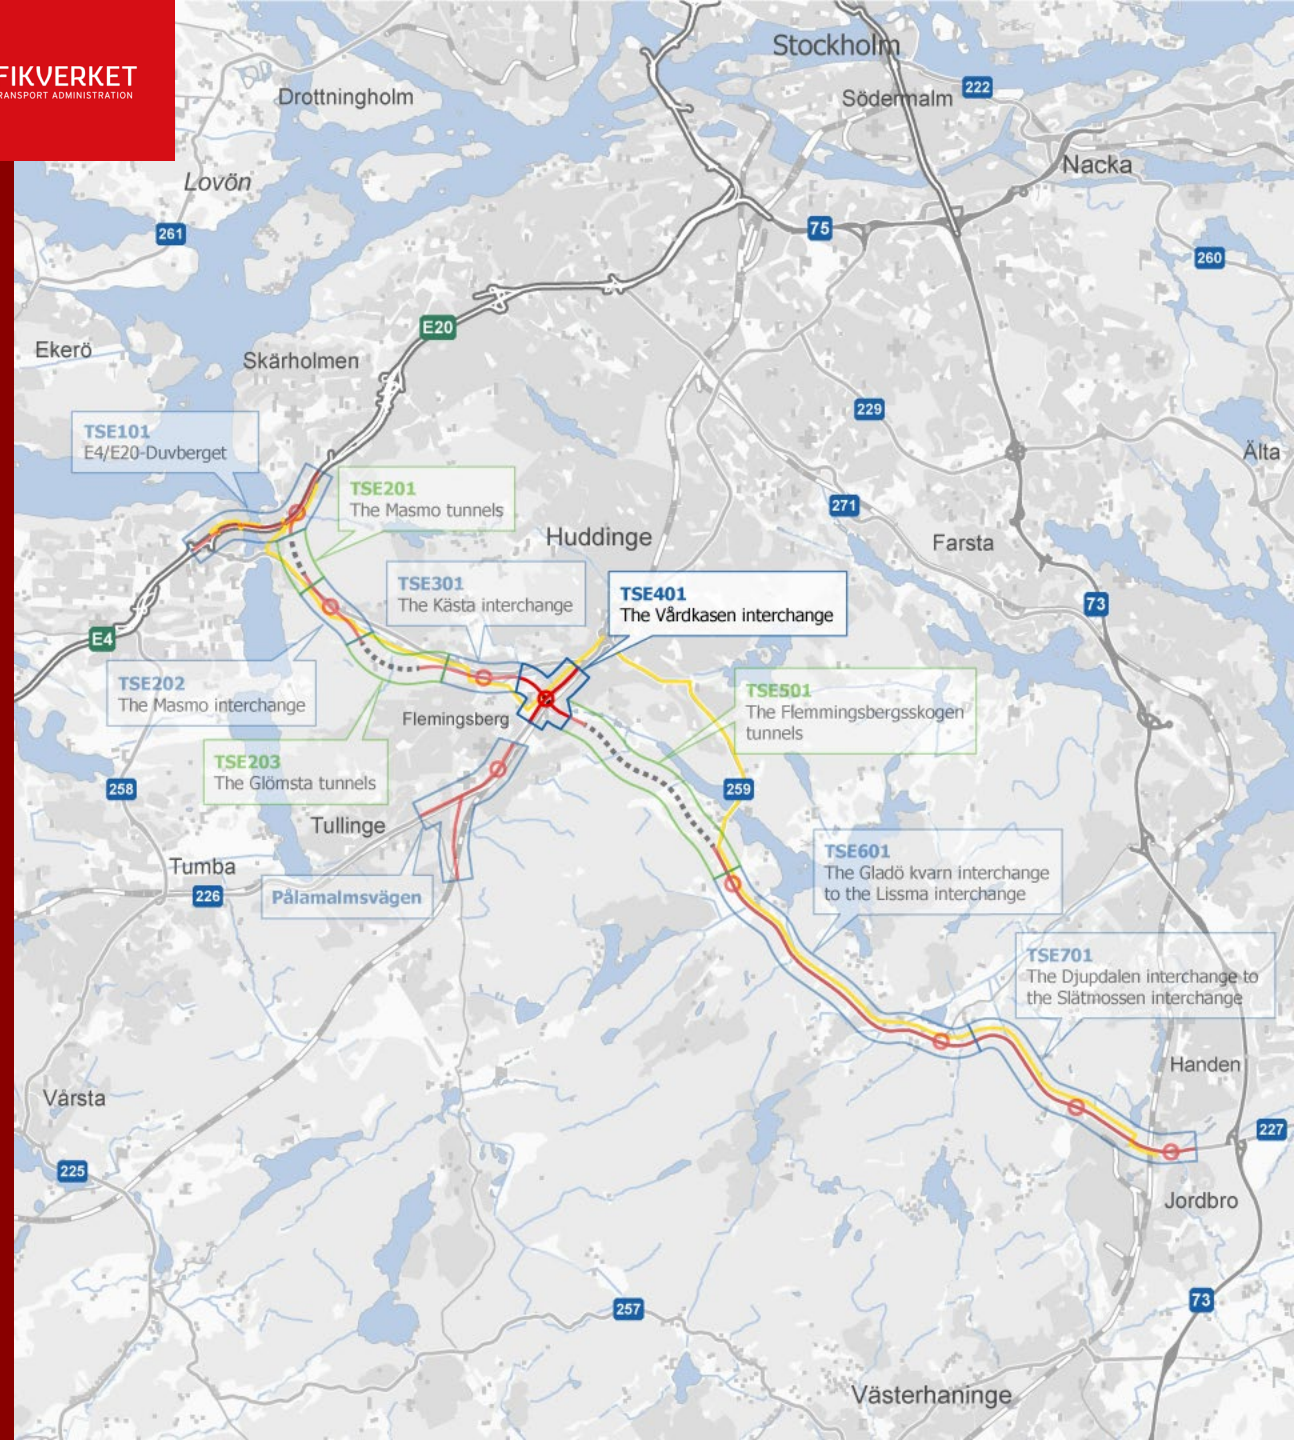 FIKVERKET
RANSPORT ADMINISTRATION
Stockholm
222
Drottningholm
Södermalm
Nacka
Lovön
261
75
260
E20
Ekerö
Skärholmen
229
TSE101
E4/E20-Duvberget
Älta
TSE201
The Masmo tunnels
271
Huddinge
Farsta
TSE301
The Kästa interchange
TSE401
The Vårdkasen interchange
73
E4
TSE202
The Masmo interchange
TSE501
The Flemmingsbergsskogen
tunnels
Flemingsberg
TSE203
The Glömsta tunnels
258
259
Tullinge
TSE601
The Gladö kvarn interchange
to the Lissma interchange
Tumba
226
Pålamalmsvägen
TSE701
The Djupdalen interchange to
the Slätmossen interchange
Handen
Vårsta
227
225
Jordbro
73
257
Västerhaninge